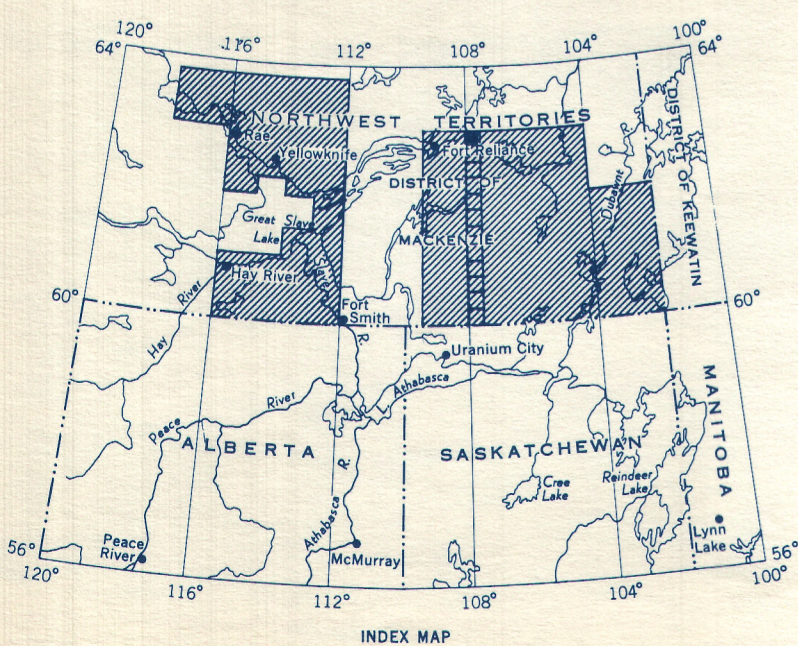 120°
116°
112°
108°
104°
100°
64°
64°
NORTHWEST TERRITORIES
DISTRICT OF KEEWATIN
Rae
Yellowknife
Fort Reliance
DISTRICT OF
MACKENZIE
Dubawnt
Great Slave
Lake
Slave
Hay River
60°
60°
Hay River
Fort
Smith
R.
Uranium City
Athabasca
Peace River
ALBERTA
SASKATCHEWAN
MANITOBA
R.
Athabasca
Cree
Lake
Reindeer
Lake
Lynn
Lake
Peace
River
McMurray
56°
56°
120°
116°
112°
108°
104°
100°
INDEX MAP